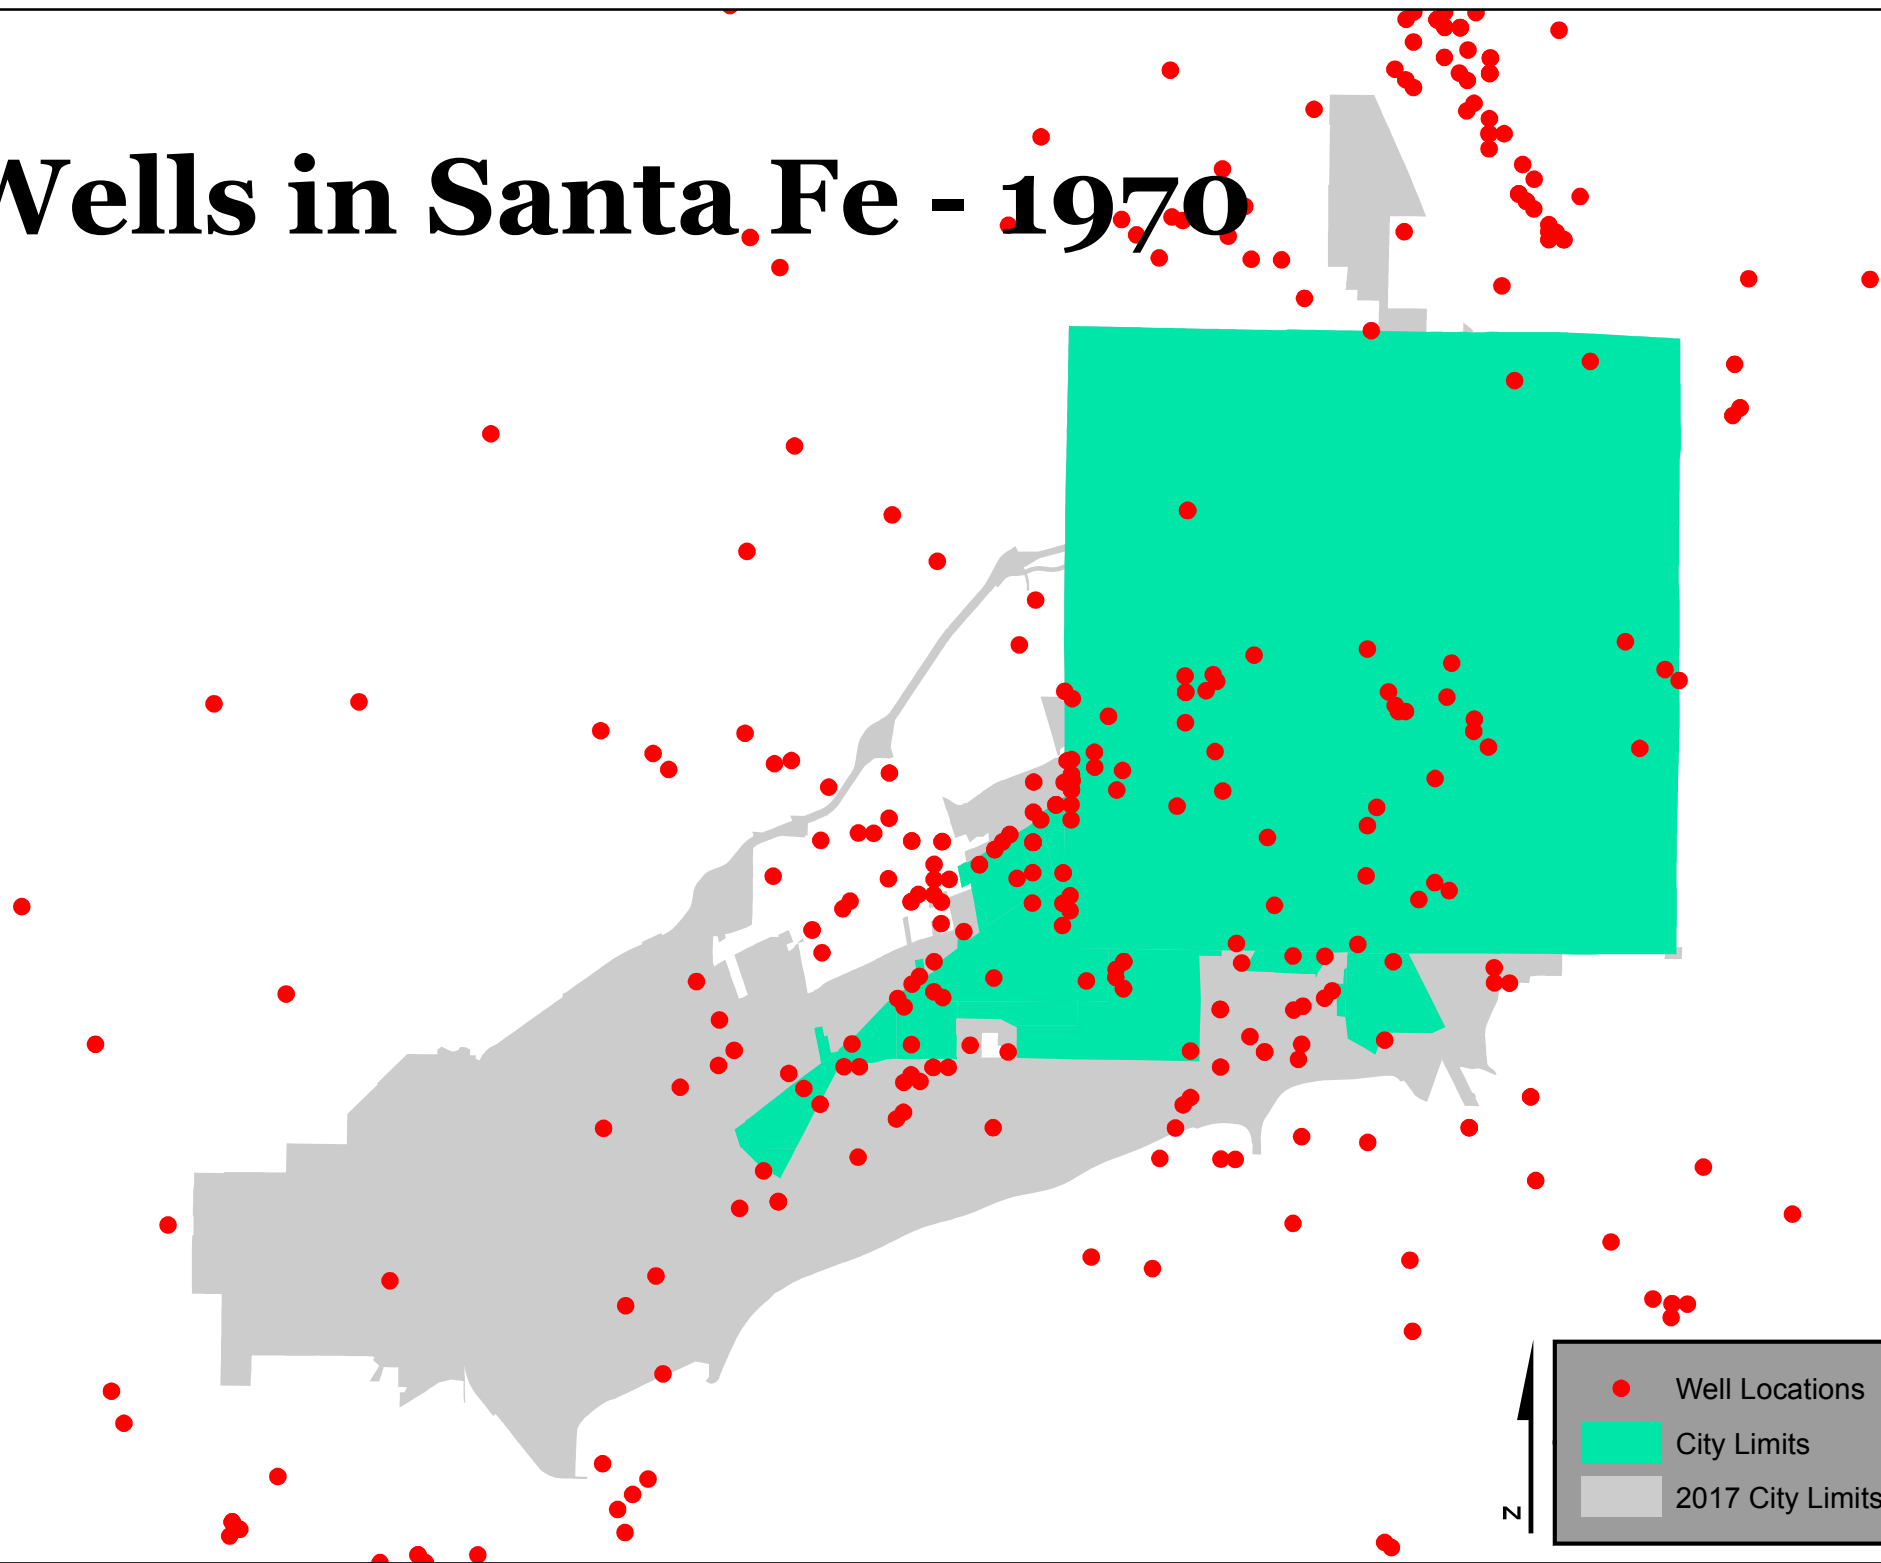 Wells in Santa Fe - 1970
Well Locations
City Limits
2017 City Limits
N